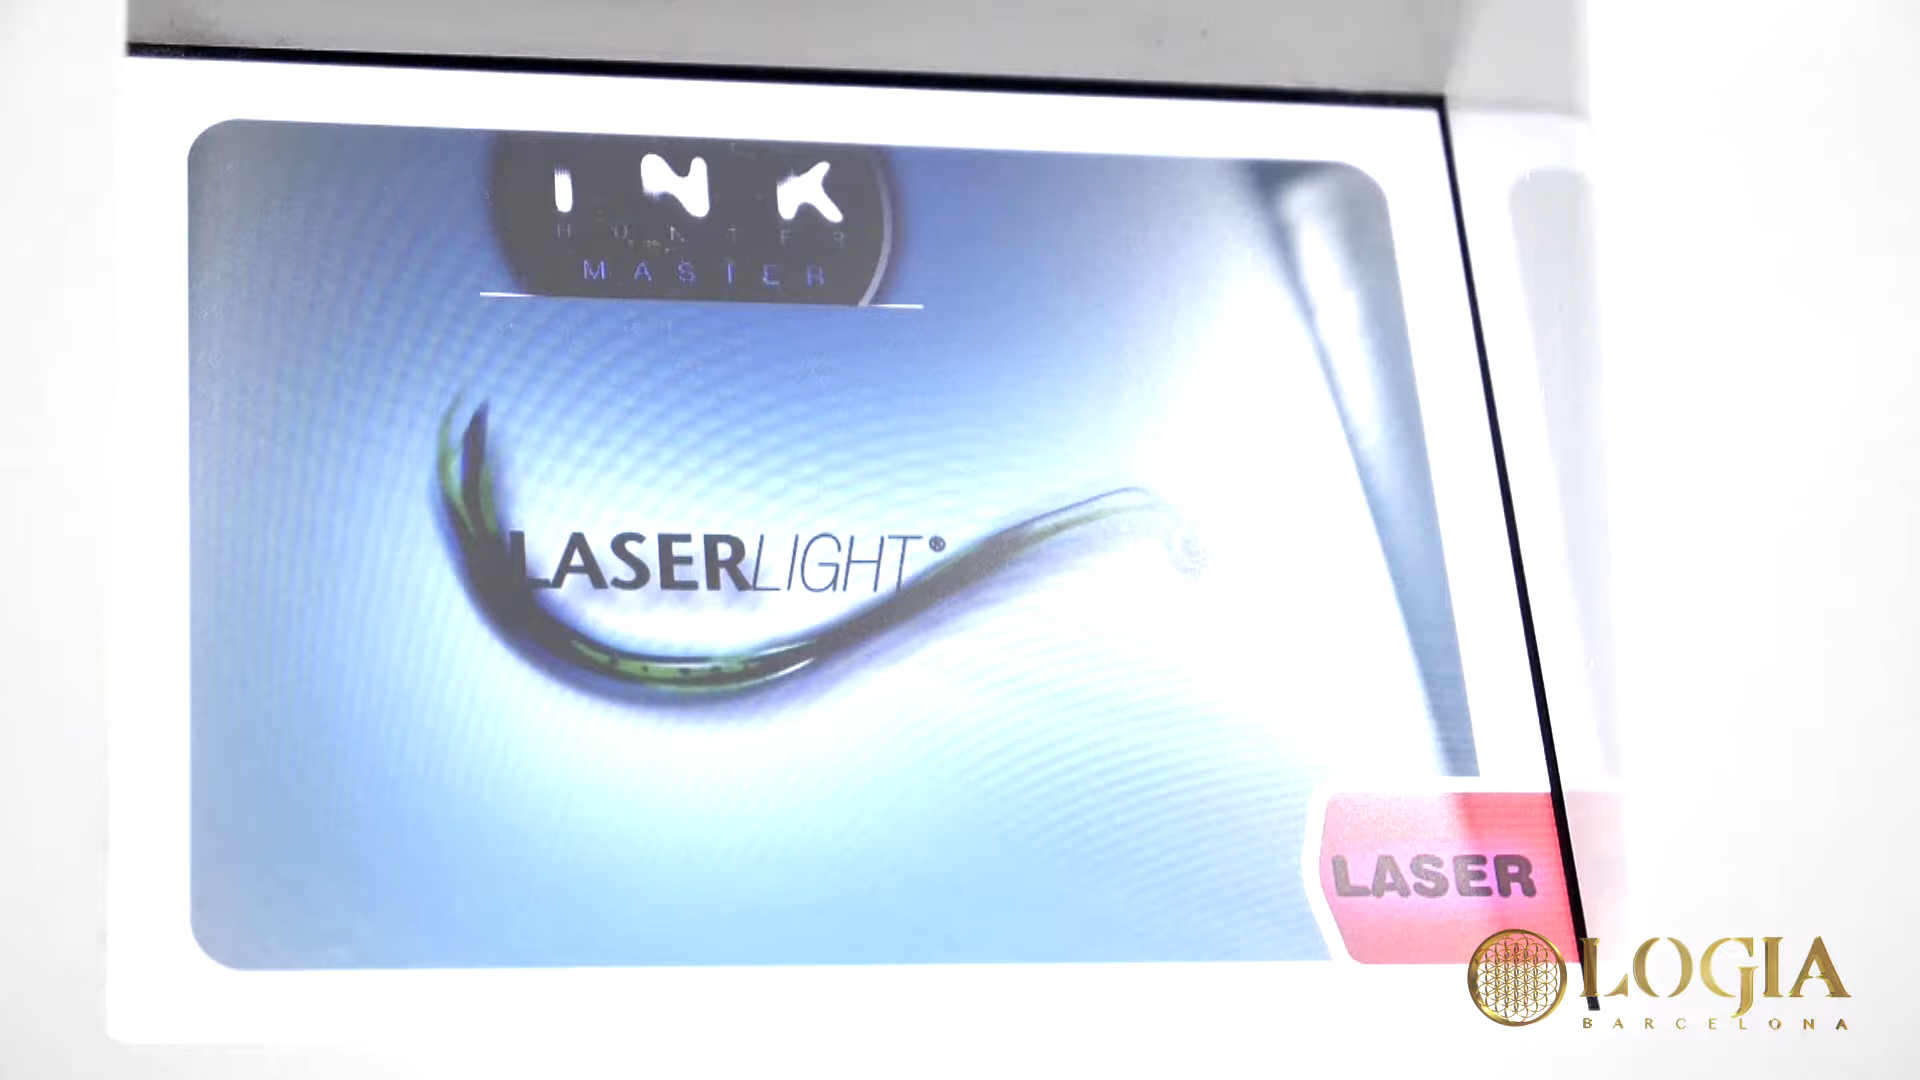 INK
HUNTER
MASTER
LASERLIGHT®
LASER
LOGIA
BARCELONA